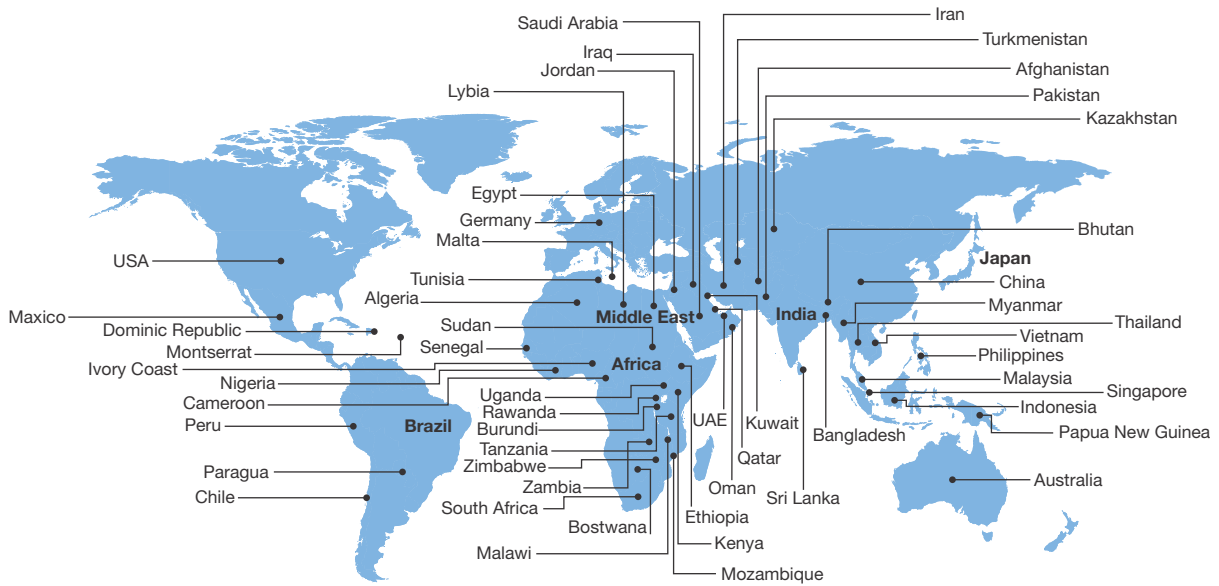 Iran
Saudi Arabia
Turkmenistan
Iraq
Jordan
Afghanistan
Lybia
Pakistan
Kazakhstan
Egypt
Germany
Bhutan
Malta
USA
Japan
Tunisia
China
Algeria
Myanmar
Maxico
Middle East
India
Thailand
Dominic Republic
Sudan
Vietnam
Montserrat
Senegal
Philippines
Ivory Coast
Africa
Nigeria
Malaysia
Uganda
Singapore
Cameroon
Rawanda
Indonesia
Peru
Brazil
Burundi
UAE
Kuwait
Bangladesh
Papua New Guinea
Tanzania
Qatar
Paragua
Zimbabwe
Australia
Zambia
Oman
Sri Lanka
Chile
South Africa
Ethiopia
Bostwana
Kenya
Malawi
Mozambique